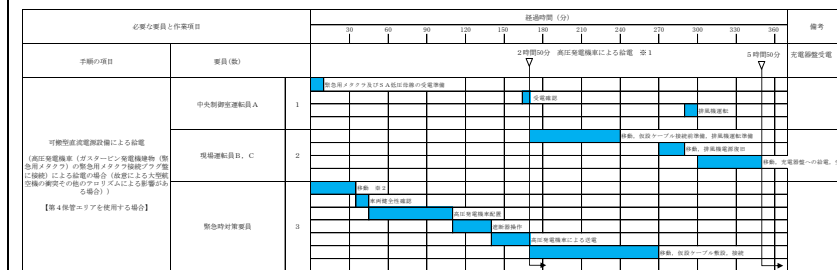 必要な要員と作業項目
経過時間（分）
備考
30 60 90 120 150 180 210 240 270 300 330 360
手順の項目
要員(数)
2時間50分 高圧発電機車による給電 ※1
5時間50分
充電器盤受電
可搬型直流電源設備による給電
（高圧発電機車（ガスタービン発電機建物（緊
急用メタクラ）の緊急用メタクラ接続プラグ盤
に接続）による給電の場合（故意による大型航
空機の衝突その他のテロリズムによる影響があ
る場合））
【第4保管エリアを使用する場合】
中央制御室運転員A
1
緊急用メタクラ及びSA低圧母線の受電準備
受電確認
排風機運転
現場運転員B，C
2
移動，仮設ケーブル接続前準備，排風機運転準備
移動，排風機電源復旧
移動，充電器盤への給電，
緊急時対策要員
3
移動 ※2
車両健全性確認
高圧発電機車配置
遮断器操作
高圧発電機車による送電
移動，仮設ケーブル敷設，接続